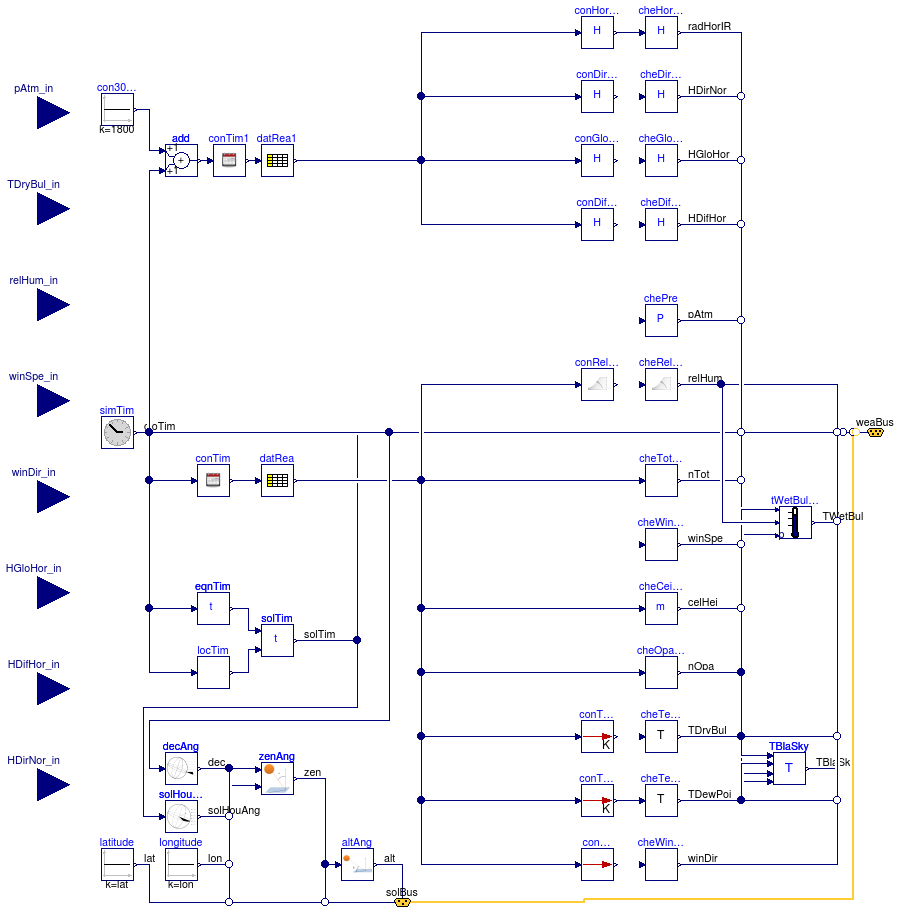 conHor...
cheHor...
radHorIR
H
H
pAtm_in
con30...
k=1800
conDir...
cheDir...
HDirNor
H
H
add
+1
+
+1
conTim1
datRea1
conGlo...
cheGlo...
HGloHor
H
H
TDryBul_in
conDif...
cheDif...
HDifHor
H
H
relHum_in
chePre
pAtm
P
winSpe_in
conRel...
cheRel...
relHum
simTim
cloTim
weaBus
winDir_in
conTim
datRea
cheTot...
nTot
tWetBul...
TWetBul
cheWin...
winSpe
HGloHor_in
eqnTim
t
cheCei...
m
celHei
solTim
t
solTim
locTim
cheOpa...
nOpa
HDifHor_in
conT...
K
cheTe...
T
TDryBul
decAng
dec
zenAng
zen
TBlaSky
T
TBlaSk
HDirNor_in
solHou...
solHouAng
conT...
K
cheTe...
T
TDewPoi
latitude
lat
k=lat
longitude
lon
k=lon
altAng
alt
con...
cheWin...
winDir
solBus